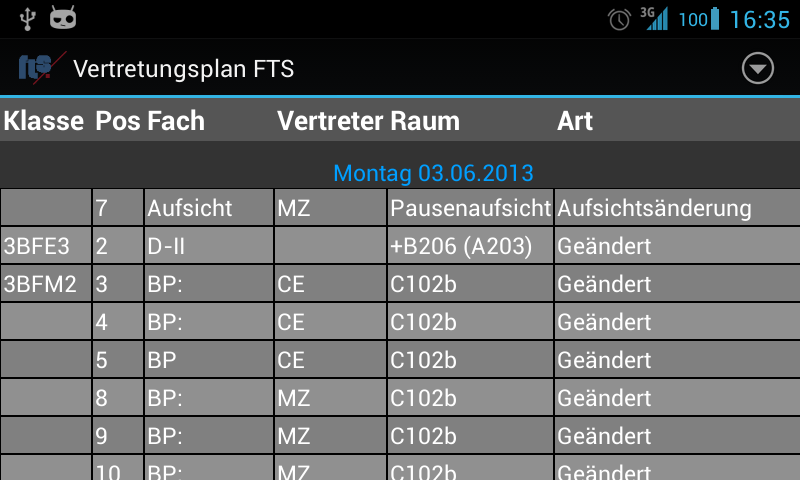 3G 100 16:35
fts. Vertretungsplan FTS
Klasse Pos Fach Vertreter Raum Art
Montag 03.06.2013
7 Aufsicht MZ Pausenaufsicht Aufsichtsänderung
3BFE3 2 D-II +B206 (A203) Geändert
3BFM2 3 BP: CE C102b Geändert
4 BP: CE C102b Geändert
5 BP CE C102b Geändert
8 BP: MZ C102b Geändert
9 BP: MZ C102b Geändert
10 BP: MZ C102b Geändert